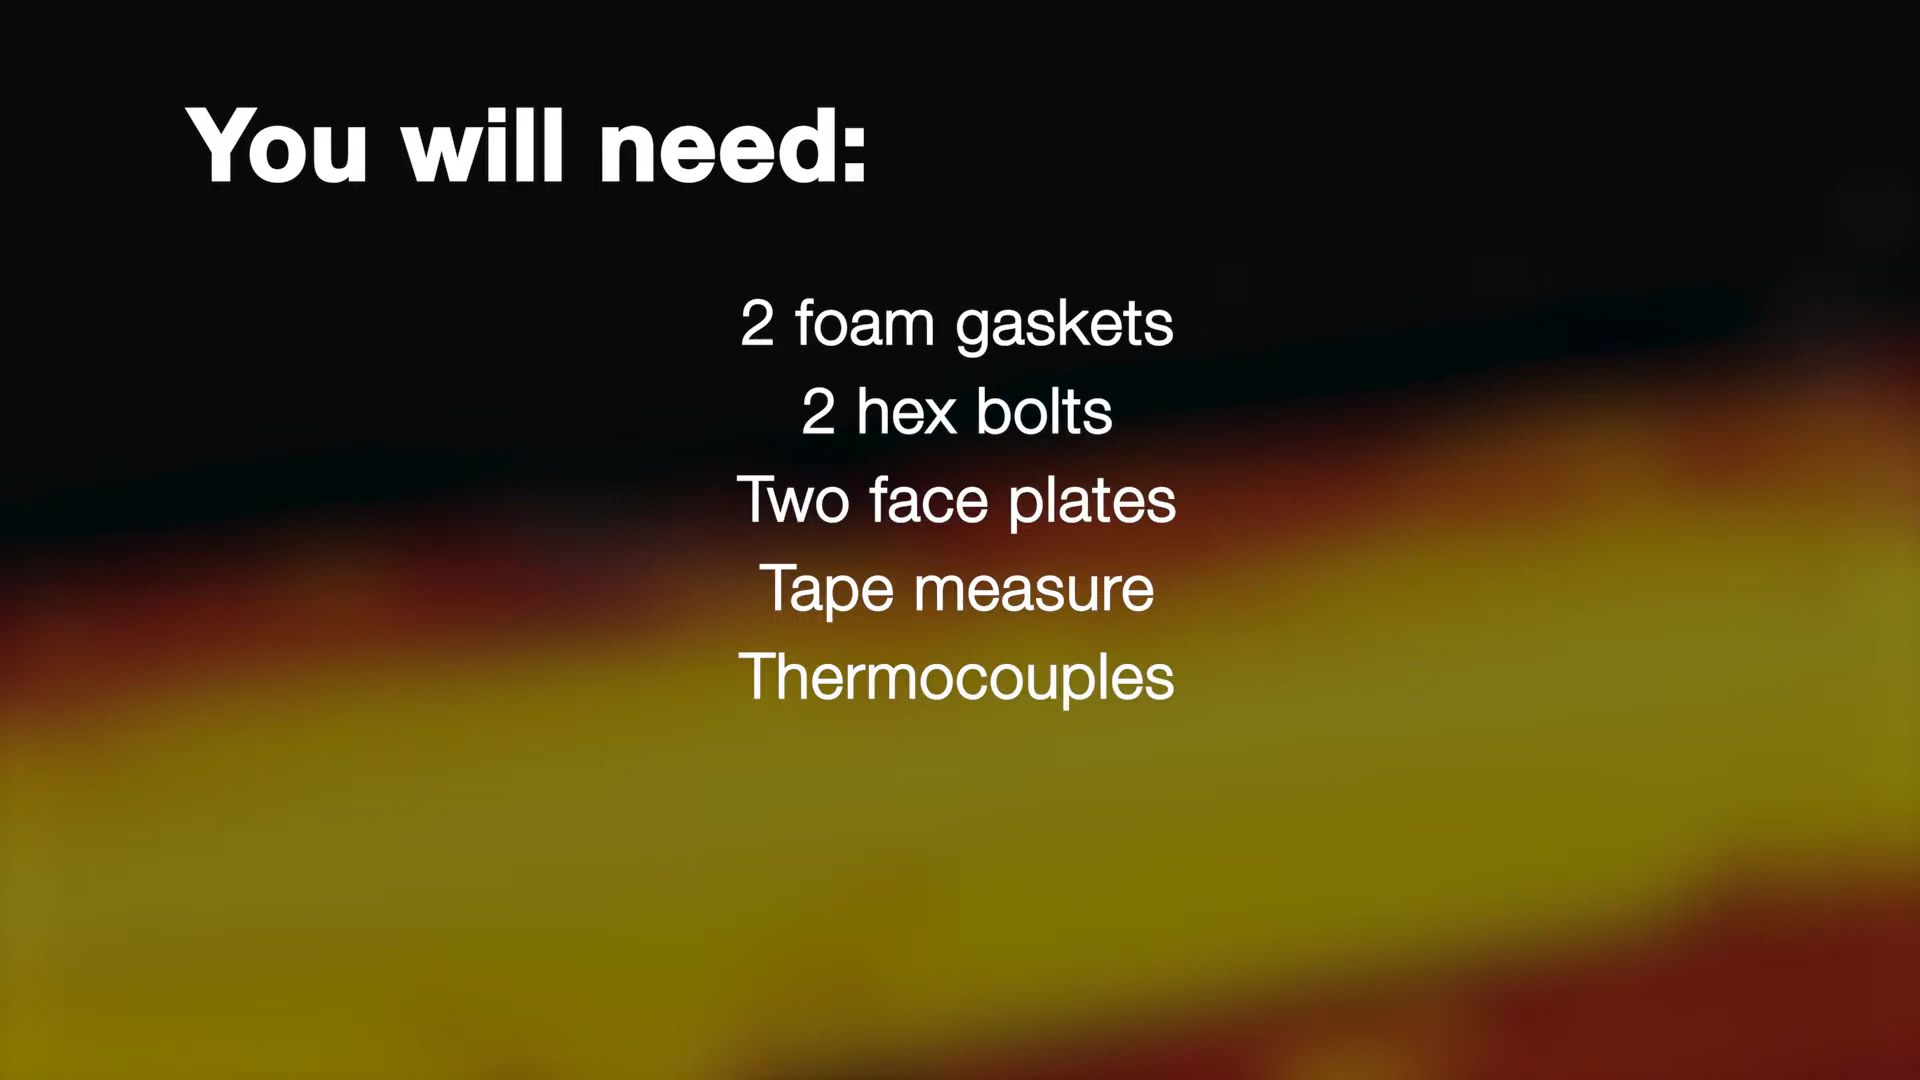 You will need:
2 foam gaskets
2 hex bolts
Two face plates
Tape measure
Thermocouples